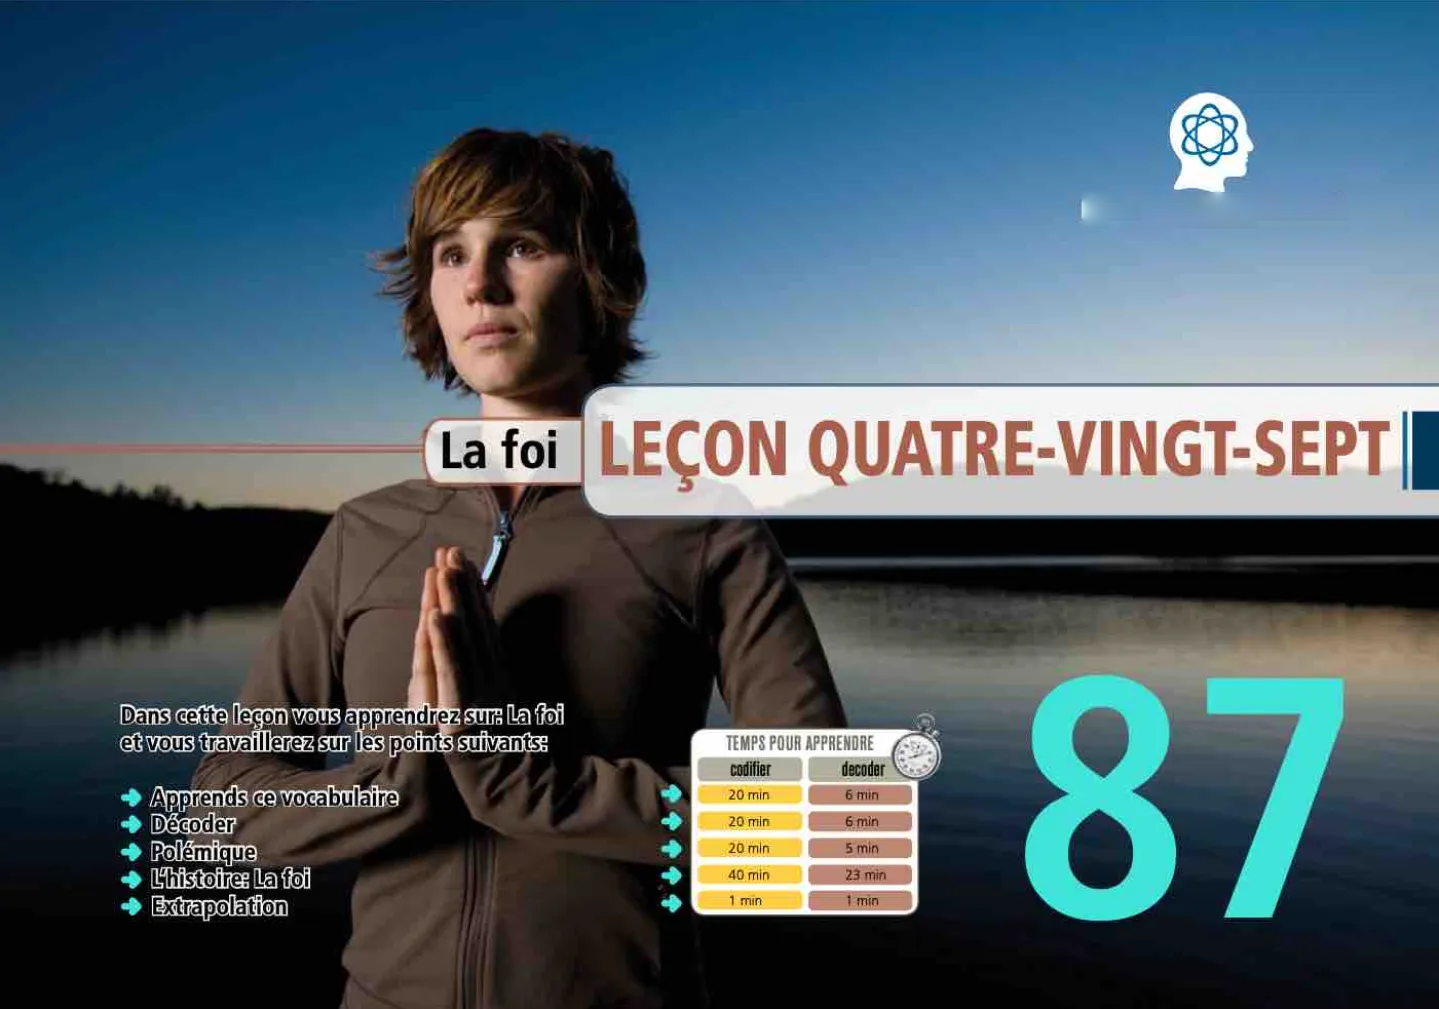 La foi
LEÇON QUATRE-VINGT-SEPT
Dans cette leçon vous apprendrez sur: La foi
et vous travaillerez sur les points suivants:
Apprends ce vocabulaire
Décoder
Polémique
L'histoire: La foi
Extrapolation
TEMPS POUR APPRENDRE
codifier decoder
20 min 6 min
20 min 6 min
20 min 5 min
40 min 23 min
1 min 1 min
87